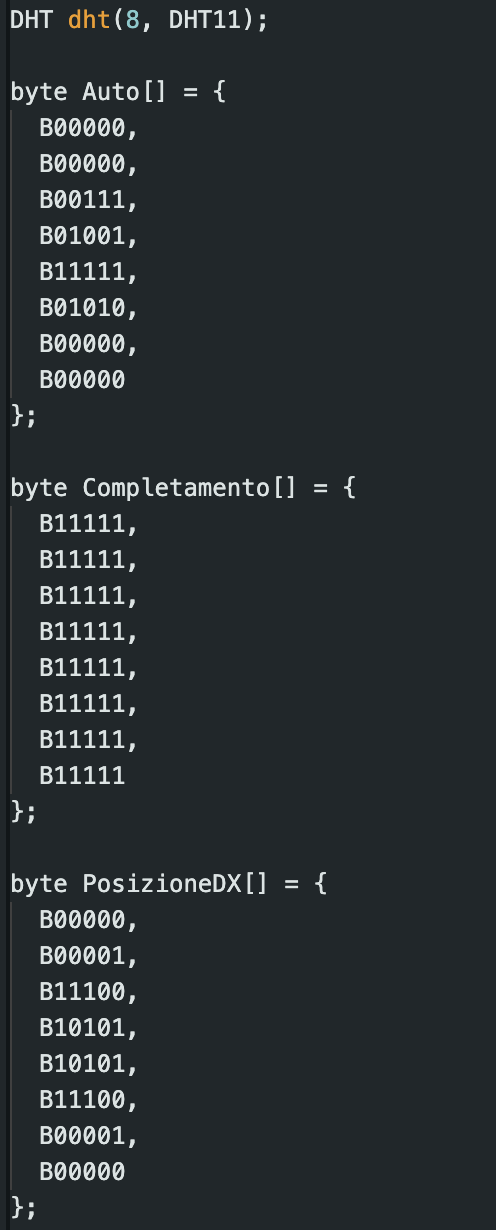 DHT dht(8, DHT11);

byte Auto[] = {
  B00000,
  B00000,
  B00111,
  B01001,
  B11111,
  B01010,
  B00000,
  B00000
};

byte Completamento[] = {
  B11111,
  B11111,
  B11111,
  B11111,
  B11111,
  B11111,
  B11111,
  B11111
};

byte PosizioneDX[] = {
  B00000,
  B00001,
  B11100,
  B10101,
  B10101,
  B11100,
  B00001,
  B00000
};